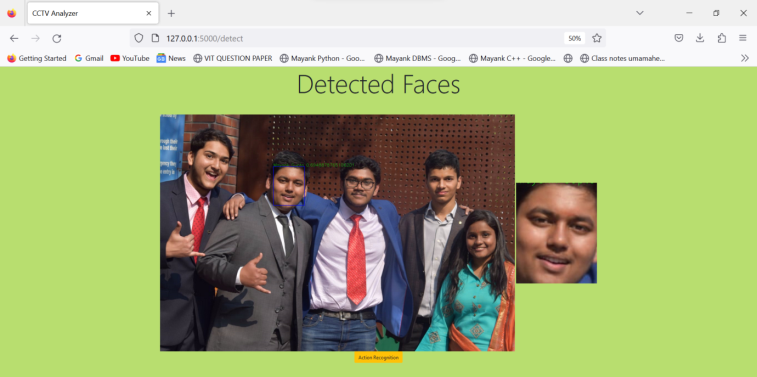 CCTV Analyzer
127.0.0.1:5000/detect
50%
Getting Started Gmail YouTube News VIT QUESTION PAPER Mayank Python - Goo... Mayank DBMS - Goog... Mayank C++ - Google... Class notes umamahe...
Detected Faces
Action Recognition